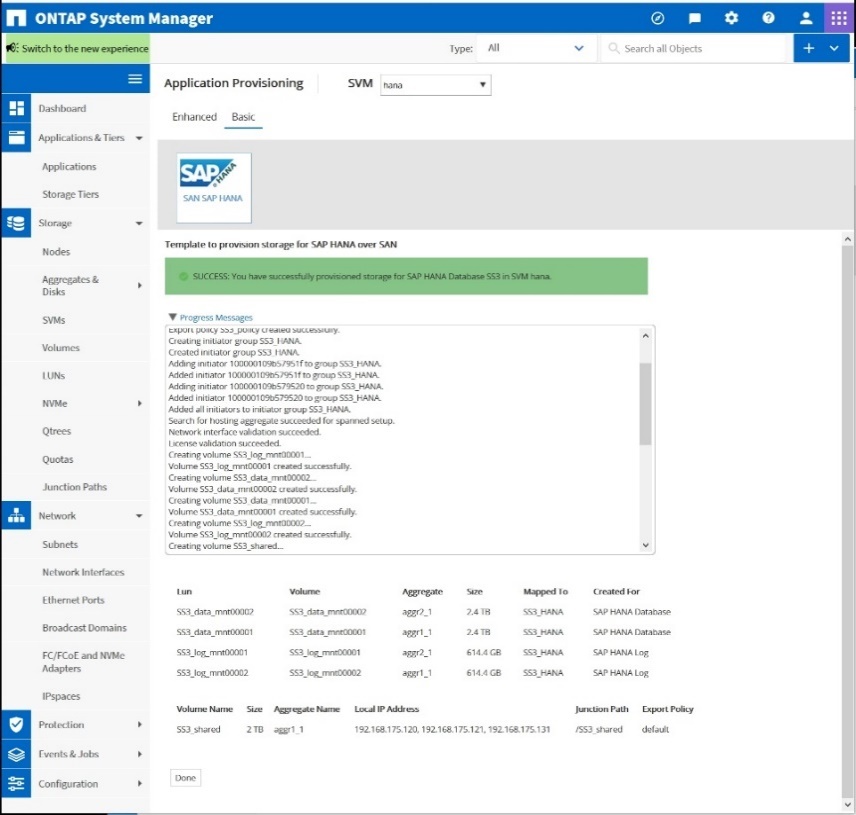 ONTAP System Manager
Switch to the new experience
Type: All Search all Objects
Application Provisioning SVM hana
Enhanced Basic
SAP HANA
SAN SAP HANA
Dashboard
Applications & Tiers
Applications
Storage Tiers
Storage
Nodes
Aggregates &
Disks
SVMs
Volumes
LUNs
NVMe
Qtrees
Quotas
Junction Paths
Network
Subnets
Network Interfaces
Ethernet Ports
Broadcast Domains
FC/FCoE and NVMe
Adapters
IPspaces
Protection
Events & Jobs
Configuration
Template to provision storage for SAP HANA over SAN
SUCCESS: You have successfully provisioned storage for SAP HANA Database SS3 in SVM hana.
Progress Messages
Export policy SS3_policy created successfully.
Creating initiator group SS3_HANA.
Created initiator group SS3_HANA.
Adding initiator 100000109b57951f to group SS3_HANA.
Added initiator 100000109b57951f to group SS3_HANA.
Adding initiator 100000109b579520 to group SS3_HANA.
Added initiator 100000109b579520 to group SS3_HANA.
Added all initiators to initiator group SS3_HANA.
Search for hosting aggregate succeeded for spanned setup.
Network interface validation succeeded.
License validation succeeded.
Creating volume SS3_log_mnt00001...
Volume SS3_log_mnt00001 created successfully.
Creating volume SS3_data_mnt00002...
Volume SS3_data_mnt00002 created successfully.
Creating volume SS3_data_mnt00001...
Volume SS3_data_mnt00001 created successfully.
Creating volume SS3_log_mnt00002...
Volume SS3_log_mnt00002 created successfully.
Creating volume SS3_shared...
Lun Volume Aggregate Size Mapped To Created For
SS3_data_mnt00002 SS3_data_mnt00002 aggr2_1 2.4 TB SS3_HANA SAP HANA Database
SS3_data_mnt00001 SS3_data_mnt00001 aggr1_1 2.4 TB SS3_HANA SAP HANA Database
SS3_log_mnt00001 SS3_log_mnt00001 aggr2_1 614.4 GB SS3_HANA SAP HANA Log
SS3_log_mnt00002 SS3_log_mnt00002 aggr1_1 614.4 GB SS3_HANA SAP HANA Log
Volume Name Size Aggregate Name Local IP Address Junction Path Export Policy
SS3_shared 2 TB aggr1_1 192.168.175.120, 192.168.175.121, 192.168.175.131 /SS3_shared default
Done